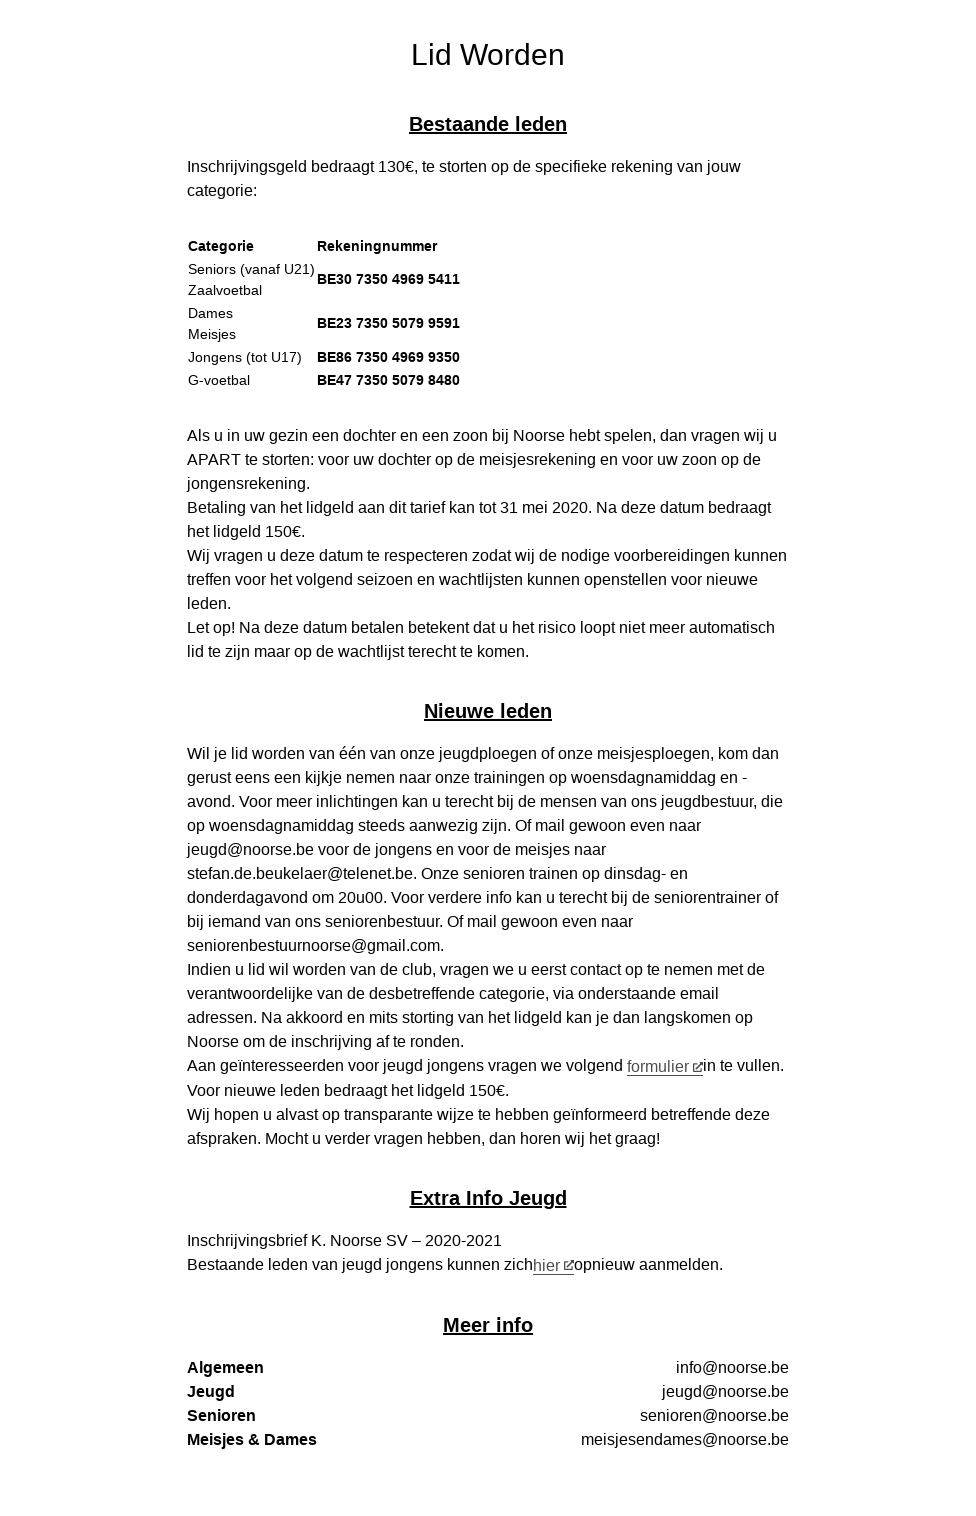 Lid Worden
Bestaande leden
Inschrijvingsgeld bedraagt 130€, te storten op de specifieke rekening van jouw
categorie:
Categorie Rekeningnummer
Seniors (vanaf U21)
Zaalvoetbal
BE30 7350 4969 5411
Dames
Meisjes
BE23 7350 5079 9591
Jongens (tot U17) BE86 7350 4969 9350
G-voetbal BE47 7350 5079 8480
Als u in uw gezin een dochter en een zoon bij Noorse hebt spelen, dan vragen wij u
APART te storten: voor uw dochter op de meisjesrekening en voor uw zoon op de
jongensrekening.
Betaling van het lidgeld aan dit tarief kan tot 31 mei 2020. Na deze datum bedraagt
het lidgeld 150€.
Wij vragen u deze datum te respecteren zodat wij de nodige voorbereidingen kunnen
treffen voor het volgend seizoen en wachtlijsten kunnen openstellen voor nieuwe
leden.
Let op! Na deze datum betalen betekent dat u het risico loopt niet meer automatisch
lid te zijn maar op de wachtlijst terecht te komen.
Nieuwe leden
Wil je lid worden van één van onze jeugdploegen of onze meisjesploegen, kom dan
gerust eens een kijkje nemen naar onze trainingen op woensdagnamiddag en -
avond. Voor meer inlichtingen kan u terecht bij de mensen van ons jeugdbestuur, die
op woensdagnamiddag steeds aanwezig zijn. Of mail gewoon even naar
jeugd@noorse.be voor de jongens en voor de meisjes naar
stefan.de.beukelaer@telenet.be. Onze senioren trainen op dinsdag- en
donderdagavond om 20u00. Voor verdere info kan u terecht bij de seniorentrainer of
bij iemand van ons seniorenbestuur. Of mail gewoon even naar
seniorenbestuurnoorse@gmail.com.
Indien u lid wil worden van de club, vragen we u eerst contact op te nemen met de
verantwoordelijke van de desbetreffende categorie, via onderstaande email
adressen. Na akkoord en mits storting van het lidgeld kan je dan langskomen op
Noorse om de inschrijving af te ronden.
Aan geïnteresseerden voor jeugd jongens vragen we volgend formulier in te vullen.
Voor nieuwe leden bedraagt het lidgeld 150€.
Wij hopen u alvast op transparante wijze te hebben geïnformeerd betreffende deze
afspraken. Mocht u verder vragen hebben, dan horen wij het graag!
Extra Info Jeugd
Inschrijvingsbrief K. Noorse SV – 2020-2021
Bestaande leden van jeugd jongens kunnen zich hier opnieuw aanmelden.
Meer info
Algemeen info@noorse.be
Jeugd jeugd@noorse.be
Senioren senioren@noorse.be
Meisjes & Dames meisjesendames@noorse.be